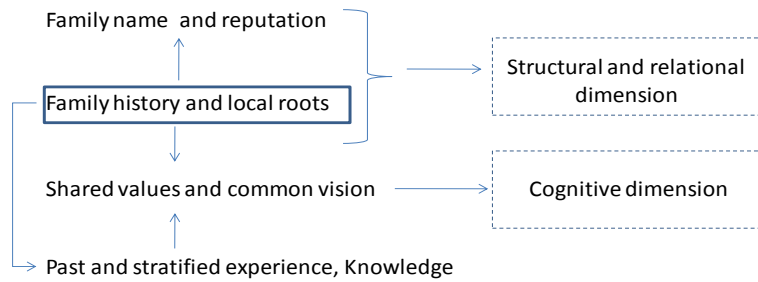 Family name and reputation
Structural and relational
dimension
Family history and local roots
Shared values and common vision
Cognitive dimension
Past and stratified experience, Knowledge